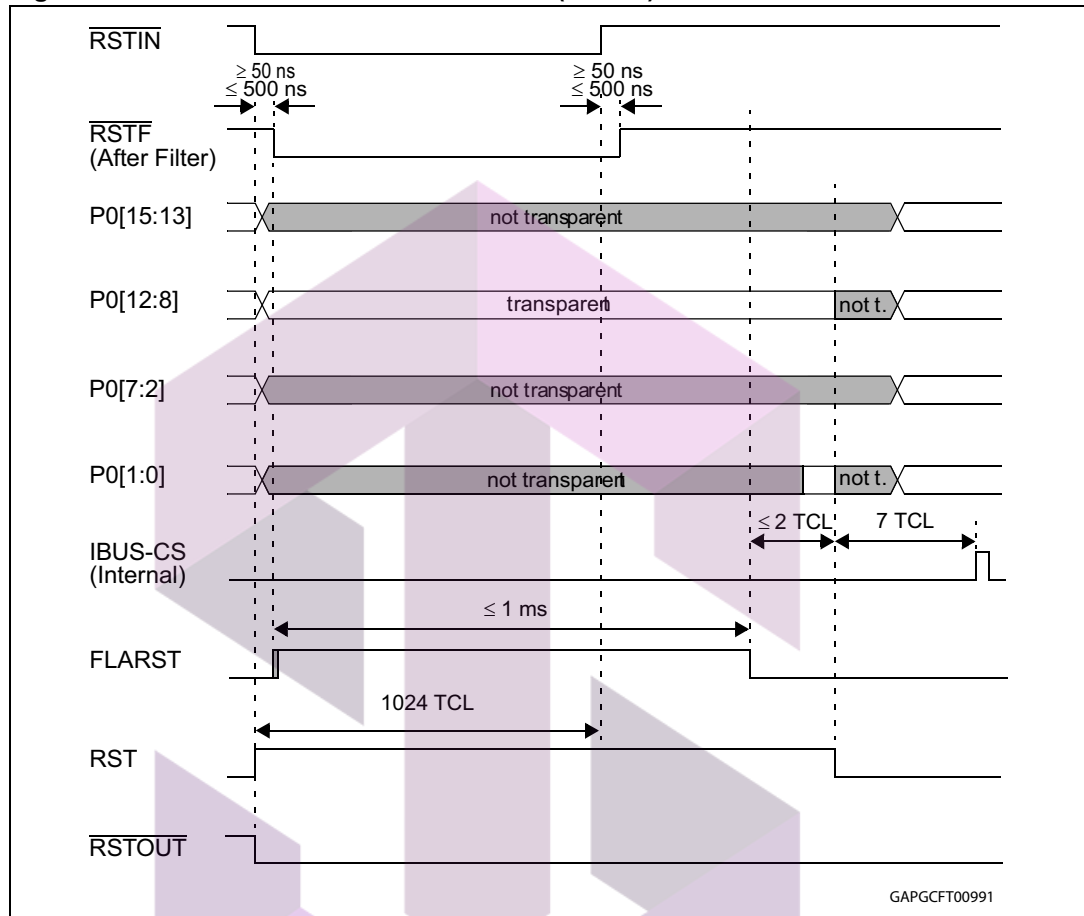 RSTIN
≥ 50 ns
≤ 500 ns
≥ 50 ns
≤ 500 ns
RSTF
(After Filter)
P0[15:13]
not transparent
P0[12:8]
transparent
not t.
P0[7:2]
not transparent
P0[1:0]
not transparent
not t.
≤ 2 TCL
7 TCL
IBUS-CS
(Internal)
≤ 1 ms
FLARST
1024 TCL
RST
RSTOUT
GAPGCFT00991